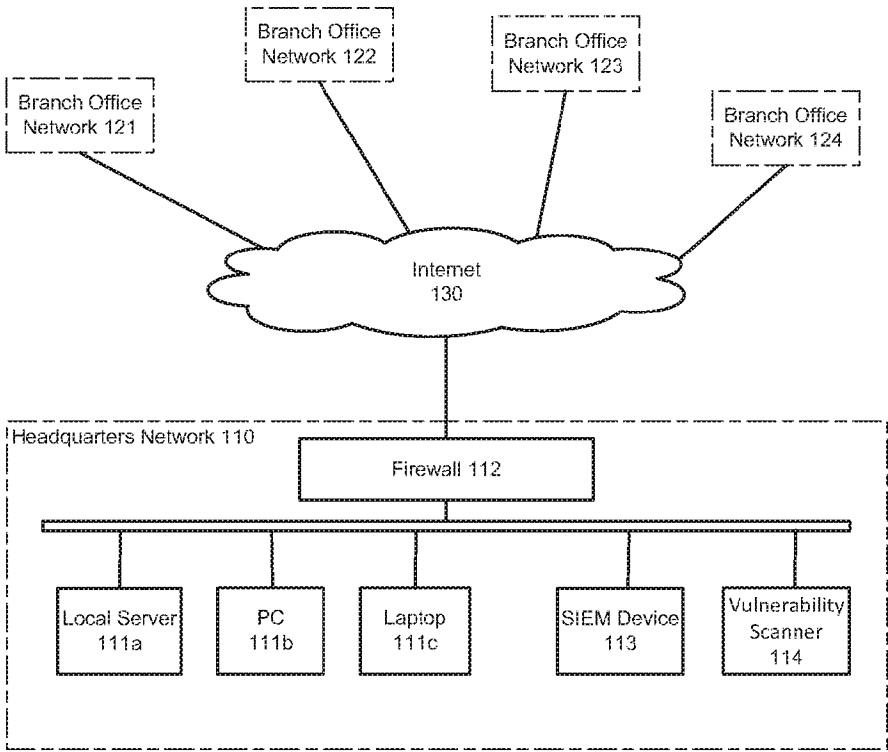 Branch Office
Network 121
Branch Office
Network 122
Branch Office
Network 123
Branch Office
Network 124
Internet
130
Headquarters Network 110
Firewall 112
Local Server
111a
PC
111b
Laptop
111c
SIEM Device
113
Vulnerability
Scanner
114